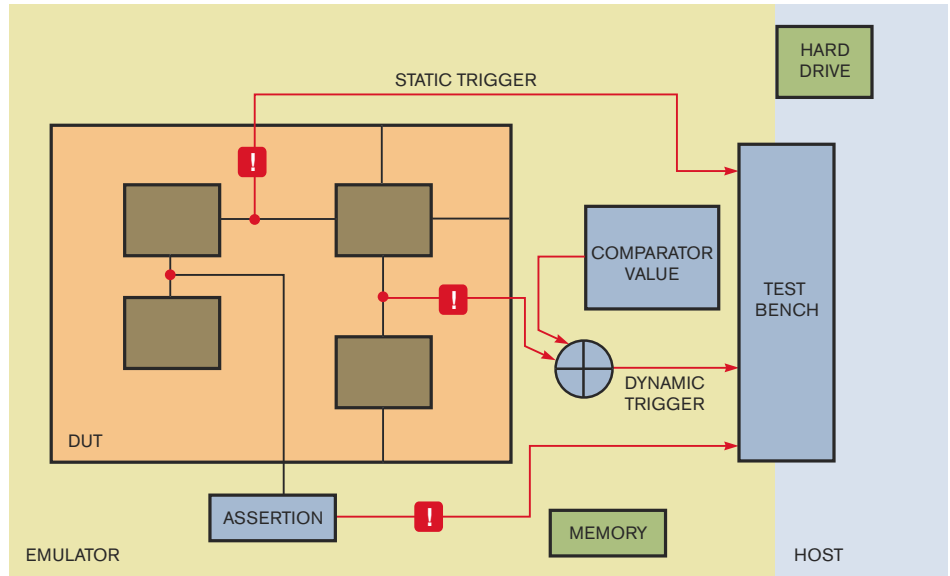 HARD
DRIVE
STATIC TRIGGER
!
COMPARATOR
VALUE
!
TEST
BENCH
DYNAMIC
TRIGGER
DUT
ASSERTION
!
MEMORY
EMULATOR
HOST